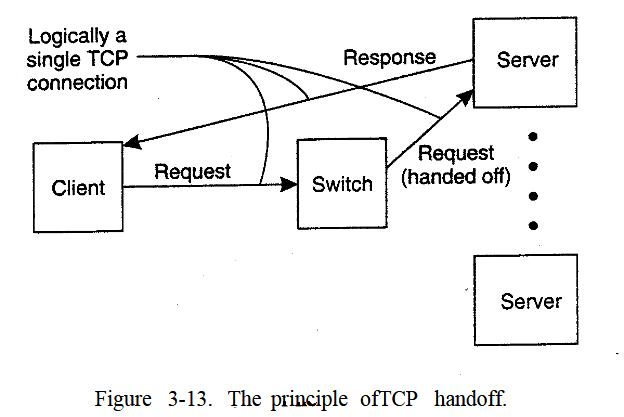 Logically a
single TCP
connection
Response
Server
Client
Request
Switch
Request
(handed off)
Server
Figure 3-13. The principle ofTCP handoff.